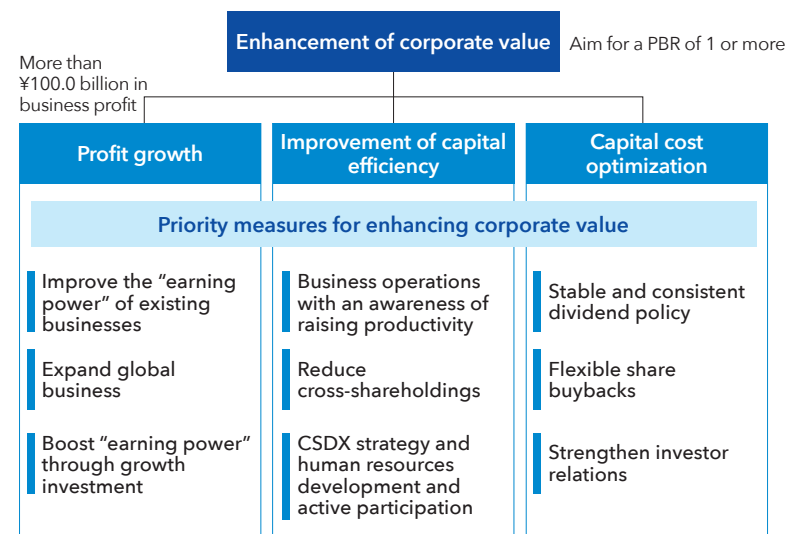 Enhancement of corporate value
Aim for a PBR of 1 or more
More than
¥100.0 billion in
business profit
Profit growth
Improvement of capital
efficiency
Capital cost
optimization
Priority measures for enhancing corporate value
Improve the “earning
power” of existing
businesses
Expand global
business
Boost “earning power”
through growth
investment
Business operations
with an awareness of
raising productivity
Reduce
cross-shareholdings
CSDX strategy and
human resources
development and
active participation
Stable and consistent
dividend policy
Flexible share
buybacks
Strengthen investor
relations